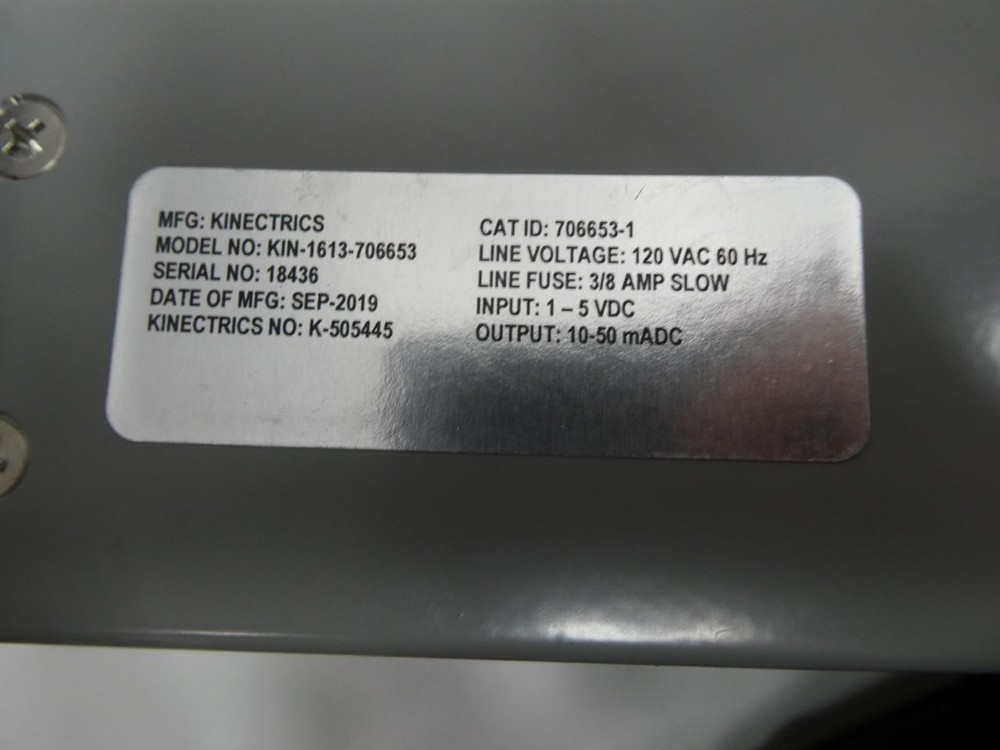 MFG: KINECTRICS
MODEL NO: KIN-1613-706653
SERIAL NO: 18436
DATE OF MFG: SEP-2019
KINECTRICS NO: K-505445
CAT ID: 706653-1
LINE VOLTAGE: 120 VAC 60 Hz
LINE FUSE: 3/8 AMP SLOW
INPUT: 1 – 5 VDC
OUTPUT: 10-50 mADC